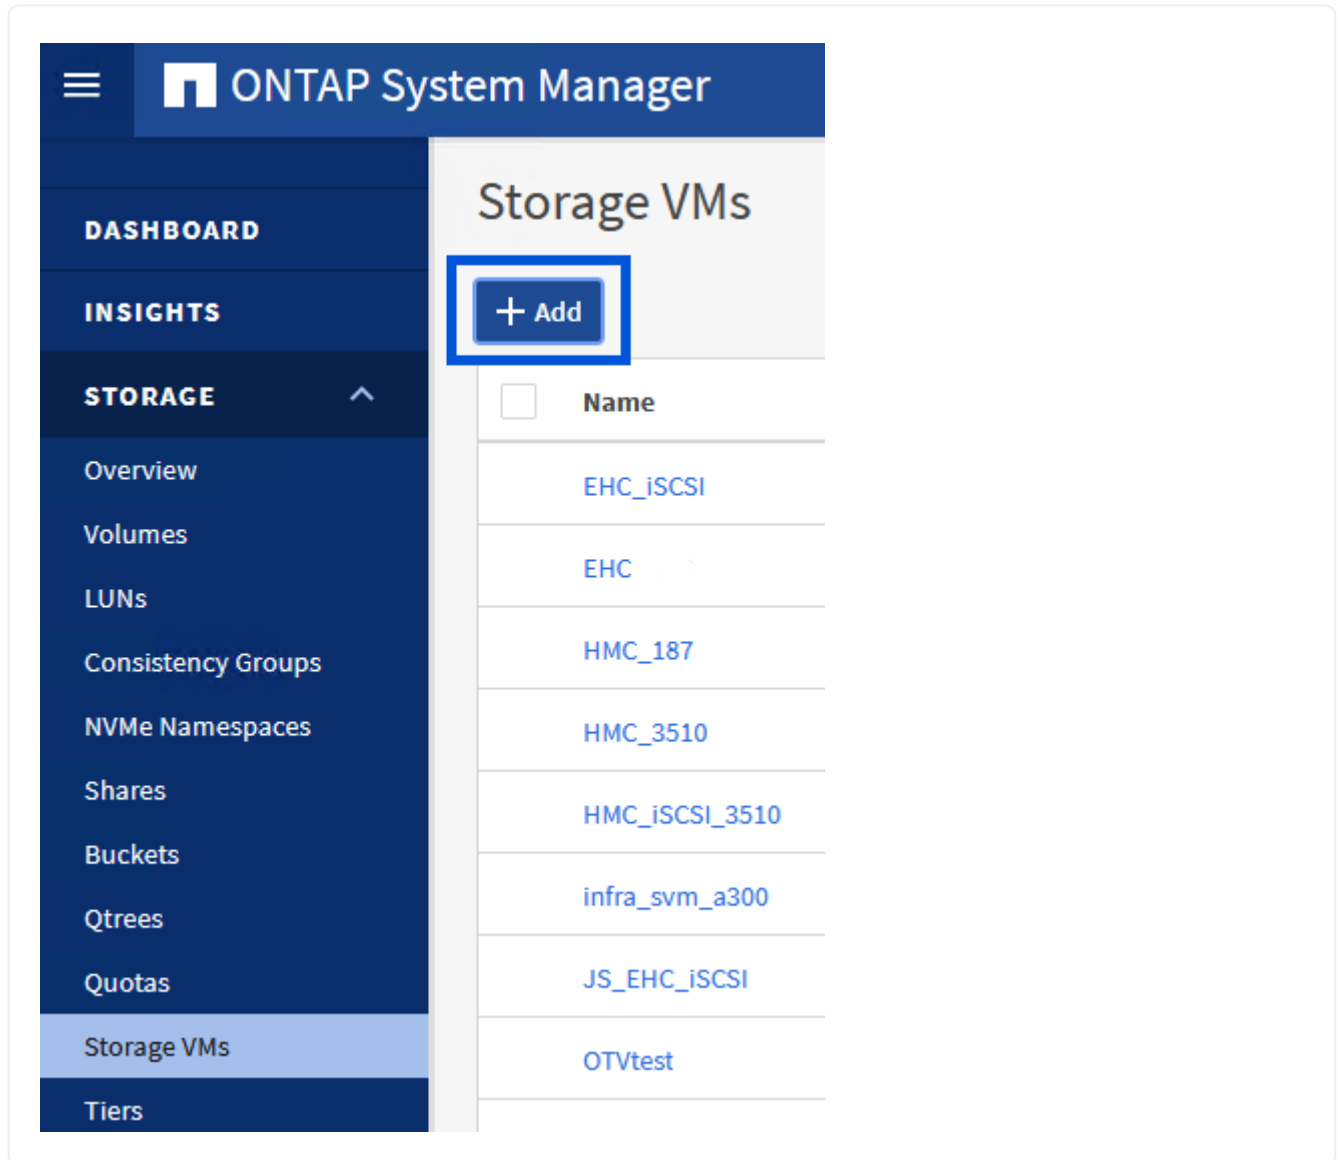 ONTAP System Manager
DASHBOARD
INSIGHTS
STORAGE
Overview
Volumes
LUNs
Consistency Groups
NVMe Namespaces
Shares
Buckets
Qtrees
Quotas
Storage VMs
Tiers
Storage VMs
+ Add
Name
EHC_iSCSI
EHC
HMC_187
HMC_3510
HMC_iSCSI_3510
infra_svm_a300
JS_EHC_iSCSI
OTVtest